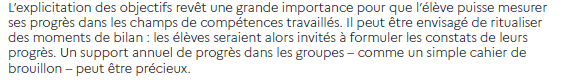 L'explicitation des objectifs revêt une grande importance pour que l'élève puisse mesurer
ses progrès dans les champs de compétences travaillés. Il peut être envisagé de ritualiser
des moments de bilan : les élèves seraient alors invités à formuler les constats de leurs
progrès. Un support annuel de progrès dans les groupes – comme un simple cahier de
brouillon – peut être précieux.